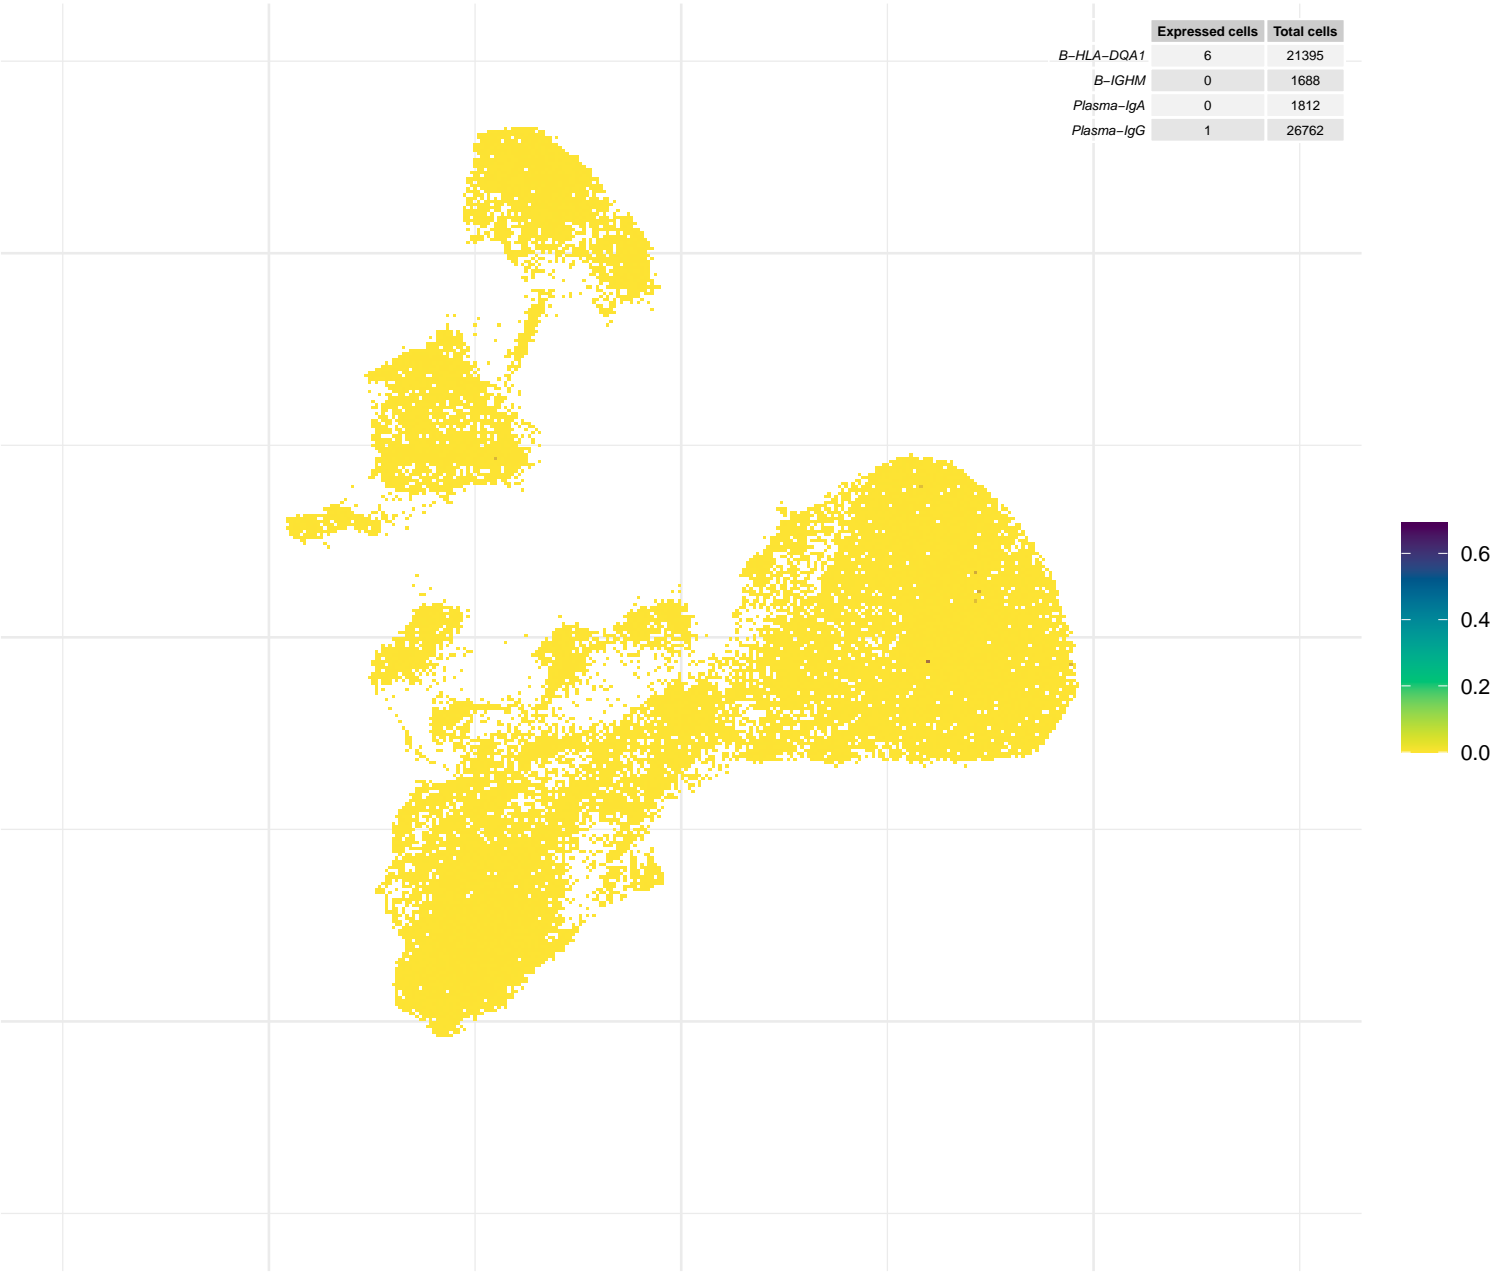 Expressed cells Total cells
B−HLA−DQA1 6 21395
B−IGHM 0 1688
Plasma−IgA 0 1812
Plasma−IgG 1 26762
0.6
0.4
0.2
0.0